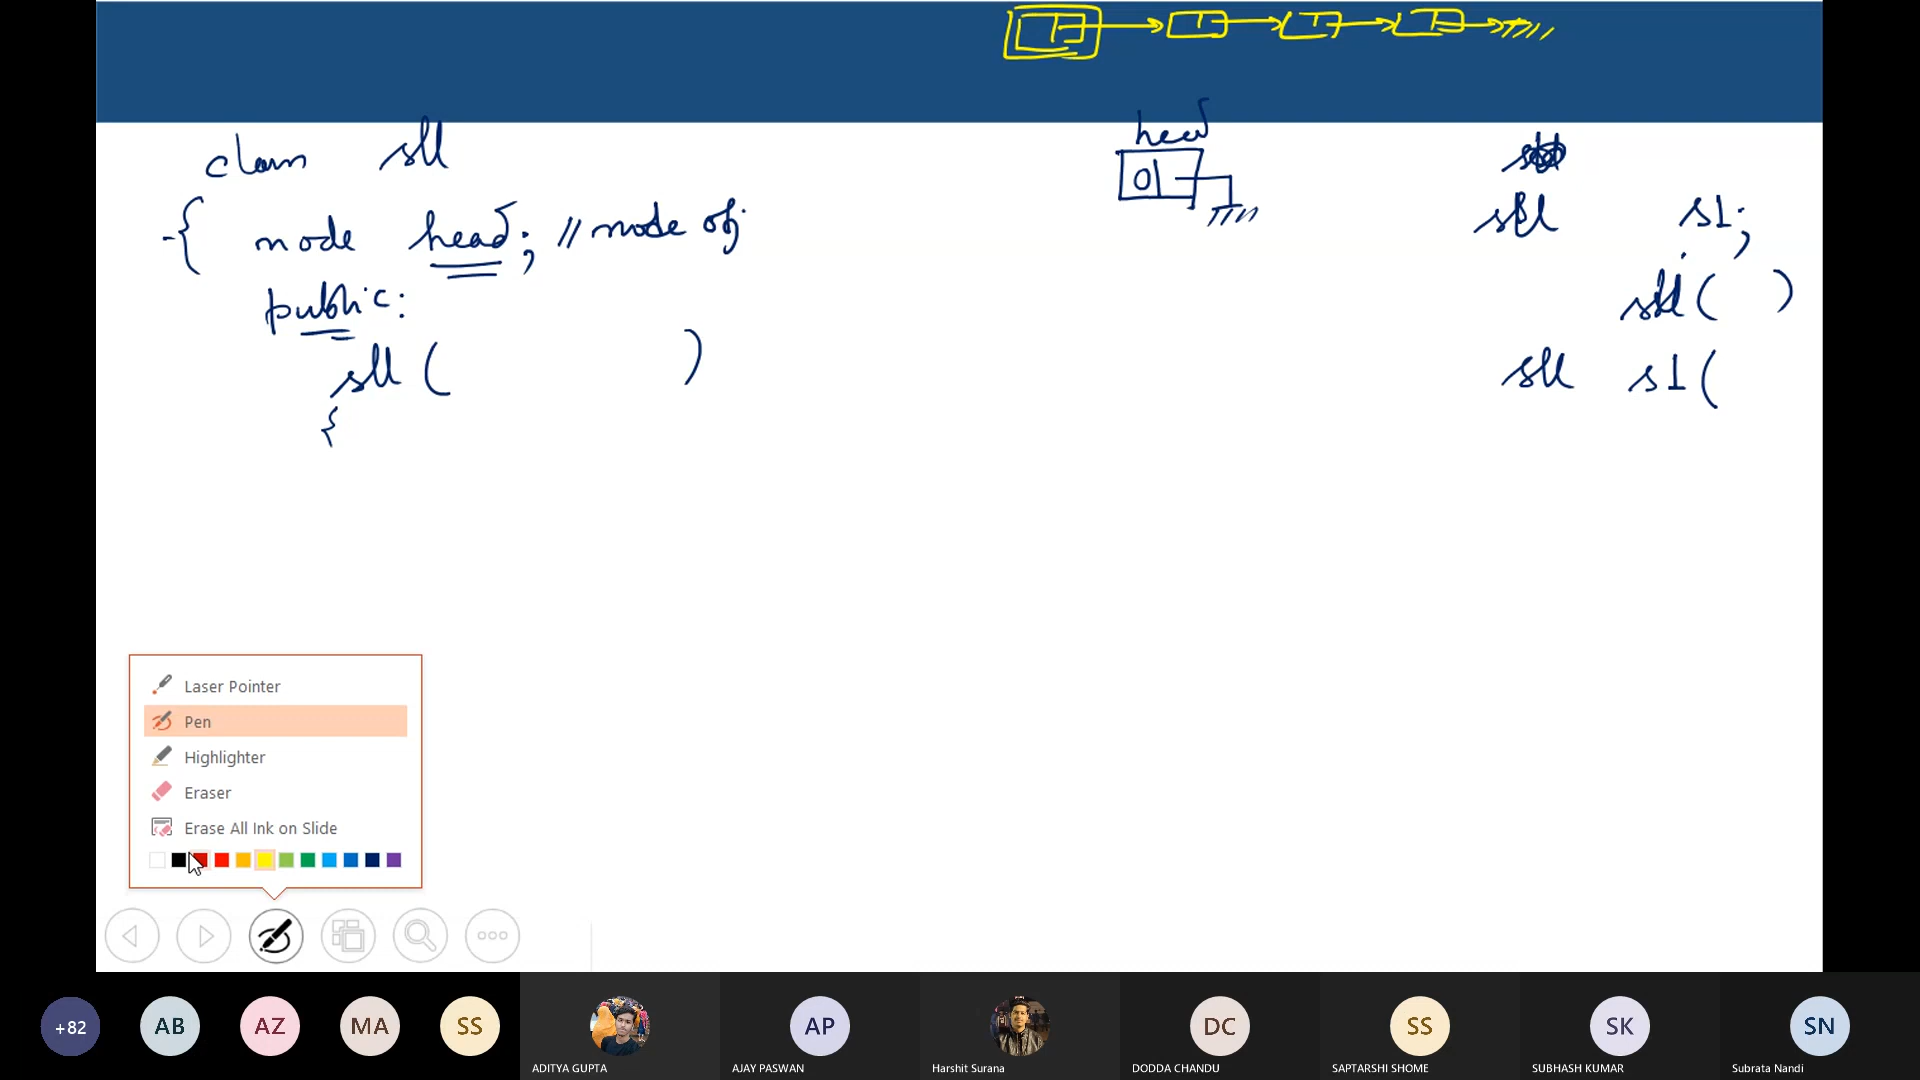 head
class sll
{ node head; // node obj
public:
sll ( )
{
0
sll s1;
sll ( )
sll s1(
Laser Pointer
Pen
Highlighter
Eraser
Erase All Ink on Slide
+82
AB
AZ
MA
SS
AP
DC
SS
SK
SN
ADITYA GUPTA
AJAY PASWAN
Harshit Surana
DODDA CHANDU
SAPTARSHI SHOME
SUBHASH KUMAR
Subrata Nandi